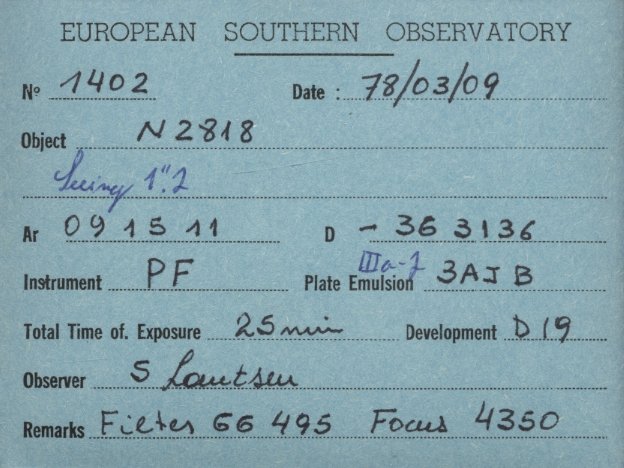 EUROPEAN SOUTHERN OBSERVATORY
Nº 1402 Date : 78/03/09
Object N2818
Seeing 1".2
Ar 09 15 11 D - 36 31 36
IIIa-J
Instrument PF Plate Emulsion 3AJB
Total Time of. Exposure 25 min Development D19
Observer S Lautsen
Remarks Filter GG 495 Focus 4350